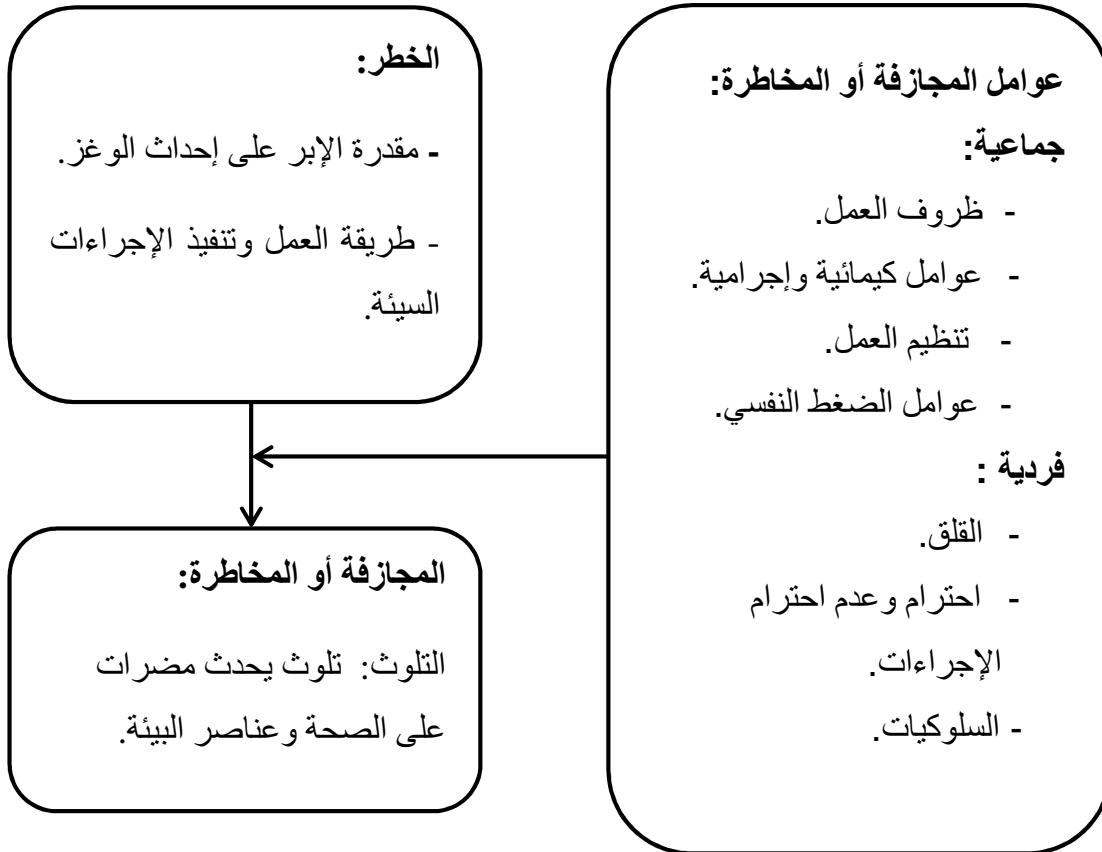 عوامل المجازفة أو المخاطرة:
جماعية:
- ظروف العمل.
- عوامل كيمائية وإجرامية.
- تنظيم العمل.
- عوامل الضغط النفسي.
فردية :
- القلق.
- احترام وعدم احترام
الإجراءات.
- السلوكيات.
الخطر:
- مقدرة الإبر على إحداث الوغز.
- طريقة العمل وتنفيذ الإجراءات
السيئة.
المجازفة أو المخاطرة:
التلوث: تلوث يحدث مضرات
على الصحة وعناصر البيئة.